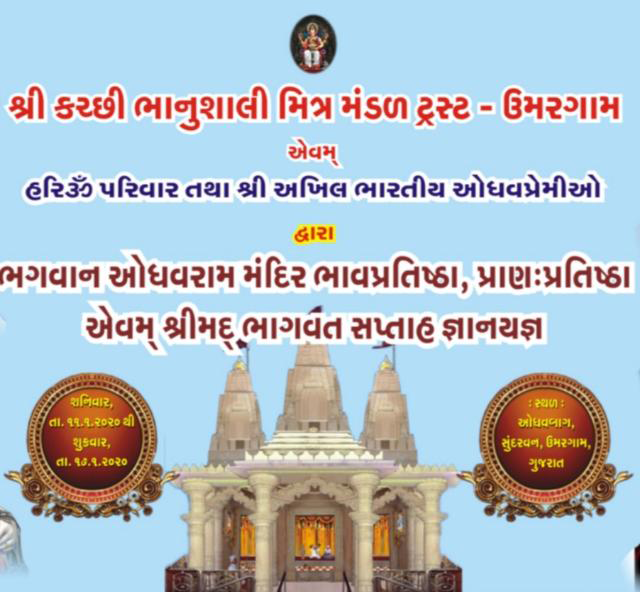 શ્રી કચ્છી ભાનુશાલી મિત્ર મંડળ ટ્રસ્ટ - ઉમરગામ
એવમ્
હરિૐ પરિવાર તથા શ્રી અખિલ ભારતીય ઓધવપ્રેમીઓ
દ્વારા
ભગવાન ઓધવરામ મંદિર ભાવપ્રતિષ્ઠા, પ્રાણઃપ્રતિષ્ઠા
એવમ્ શ્રીમદ્ ભાગવત સપ્તાહ જ્ઞાનયજ્ઞ
શનિવાર,
તા. ૧૧.૧.૨૦૨૦ થી
શુક્રવાર,
તા. ૧૭.૧.૨૦૨૦
: સ્થળ :
ઓધવબાગ,
સુંદરવન, ઉમરગામ,
ગુજરાત